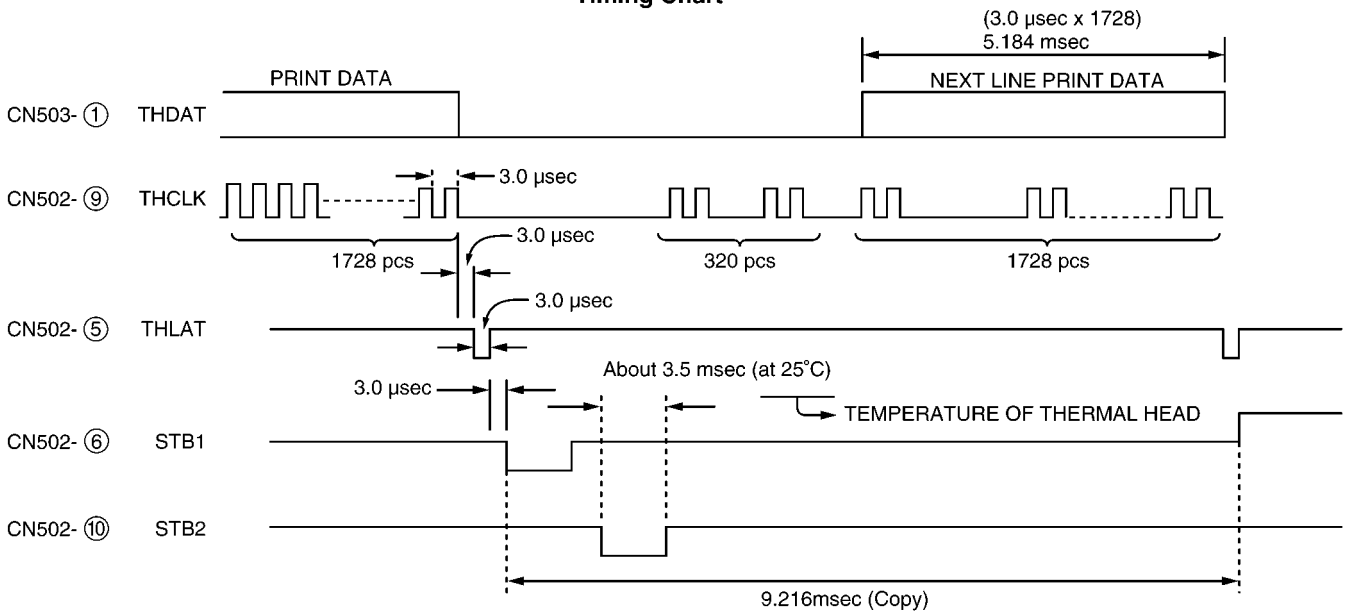 Timing Chart
(3.0 µsec x 1728)
5.184 msec
PRINT DATA
NEXT LINE PRINT DATA
CN503- ① THDAT
3.0 µsec
CN502- ⑨ THCLK
3.0 µsec
1728 pcs
320 pcs
1728 pcs
3.0 µsec
CN502- ⑤ THLAT
About 3.5 msec (at 25°C)
3.0 µsec
TEMPERATURE OF THERMAL HEAD
CN502- ⑥ STB1
CN502- ⑩ STB2
9.216msec (Copy)